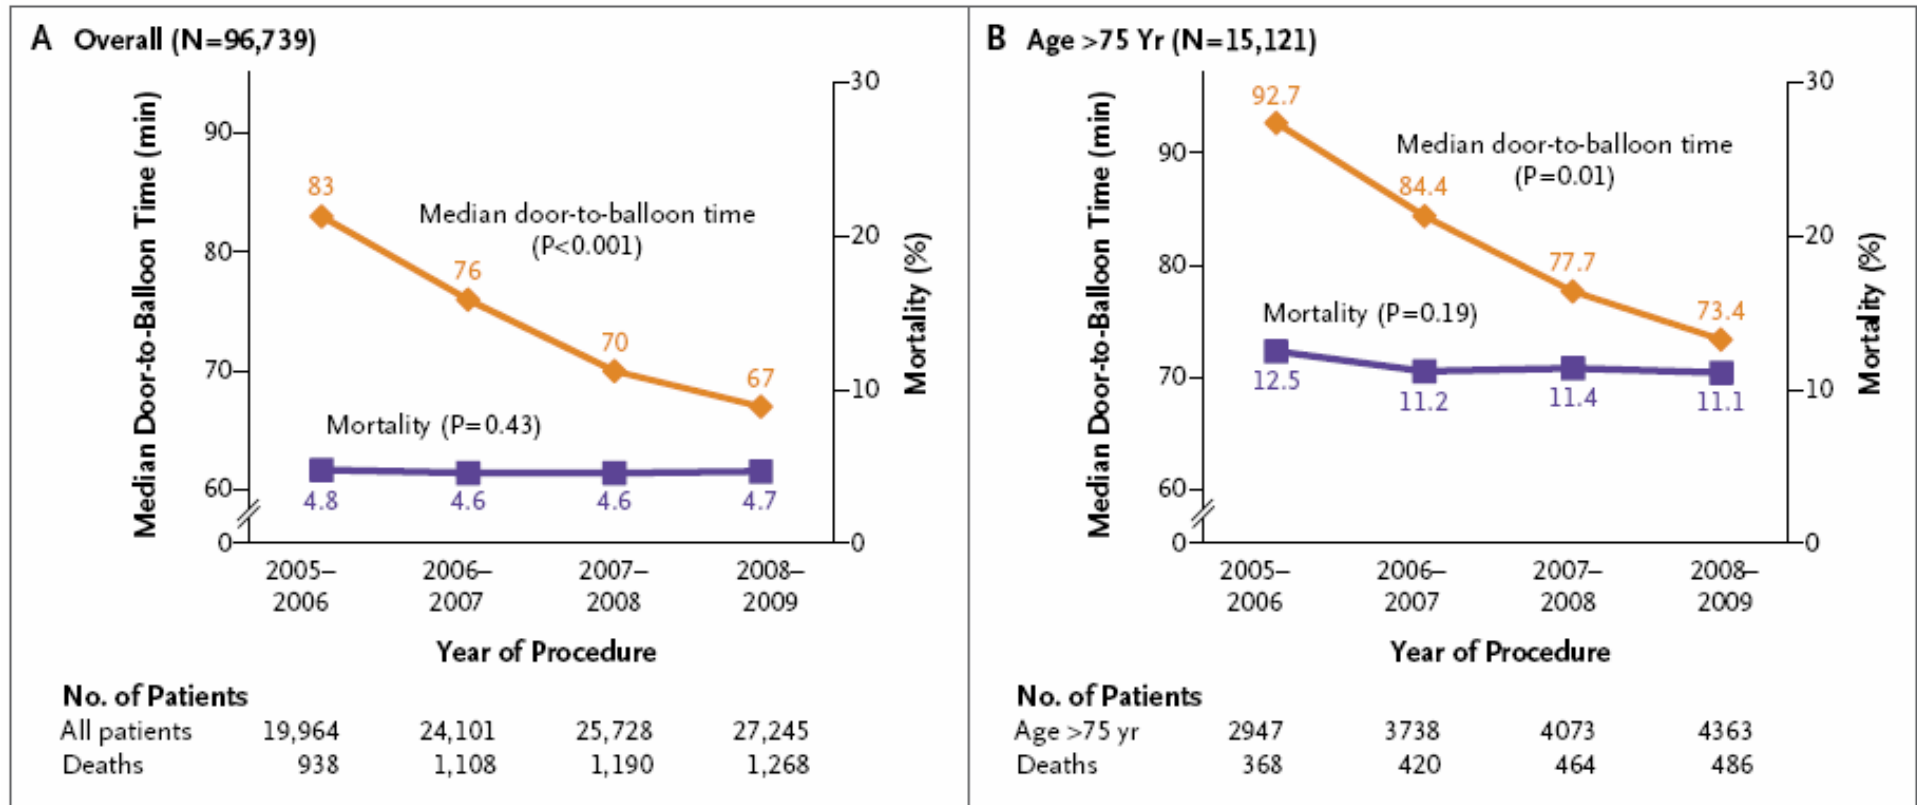 A Overall (N=96,739)
Median Door-to-Balloon Time (min)
90
80
70
60
0
30
20
10
0
Mortality (%)
83
76
70
67
Median door-to-balloon time
(P<0.001)
Mortality (P=0.43)
4.8 4.6 4.6 4.7
2005– 2006– 2007– 2008–
2006 2007 2008 2009
Year of Procedure
No. of Patients
All patients 19,964 24,101 25,728 27,245
Deaths 938 1,108 1,190 1,268
B Age >75 Yr (N=15,121)
Median Door-to-Balloon Time (min)
90
80
70
60
0
30
20
10
0
Mortality (%)
92.7
84.4
77.7
73.4
Median door-to-balloon time
(P=0.01)
Mortality (P=0.19)
12.5 11.2 11.4 11.1
2005– 2006– 2007– 2008–
2006 2007 2008 2009
Year of Procedure
No. of Patients
Age >75 yr 2947 3738 4073 4363
Deaths 368 420 464 486